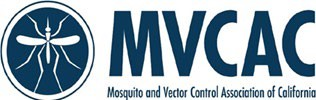 MVCAC
Mosquito and Vector Control Association of California